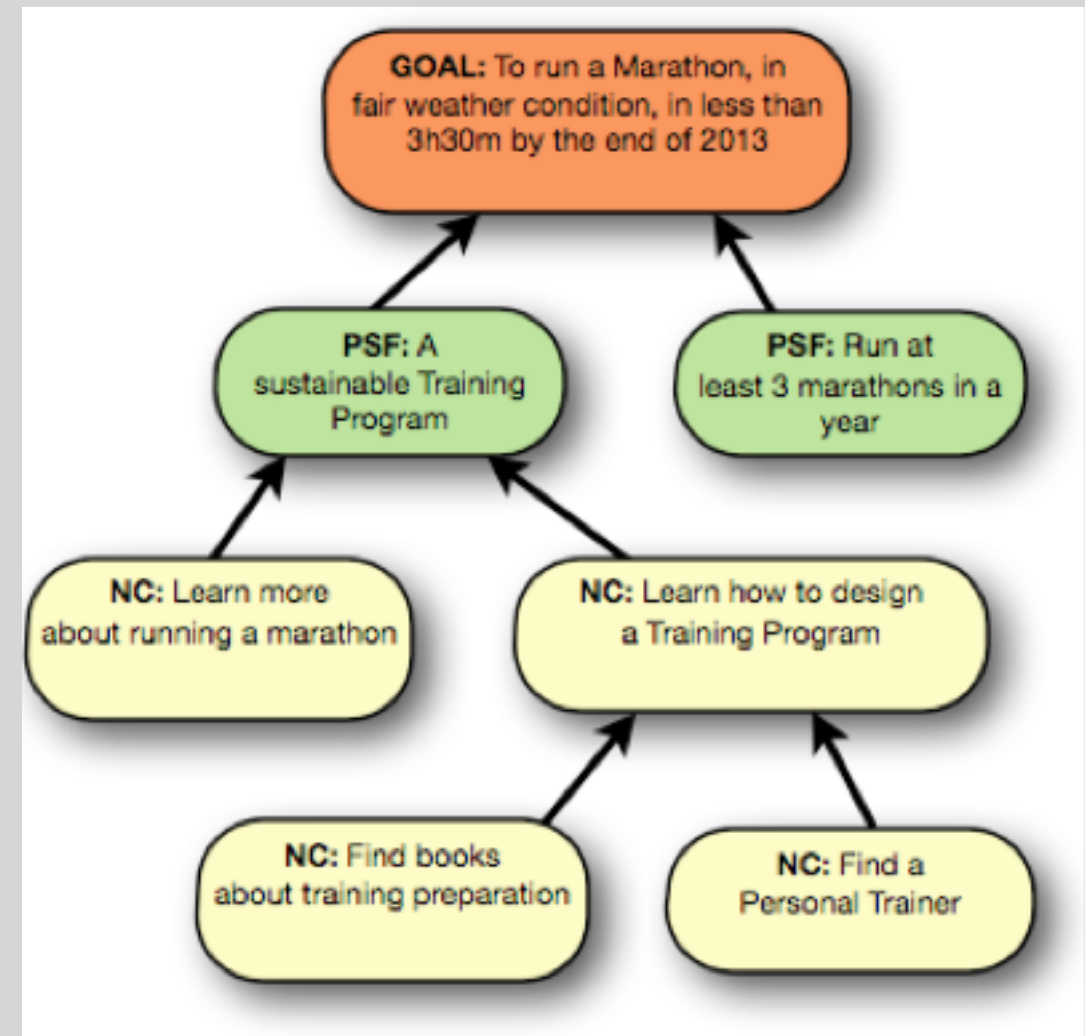 GOAL: To run a Marathon, in
fair weather condition, in less than
3h30m by the end of 2013
PSF: A
sustainable Training
Program
PSF: Run at
least 3 marathons in a
year
NC: Learn more
about running a marathon
NC: Learn how to design
a Training Program
NC: Find books
about training preparation
NC: Find a
Personal Trainer